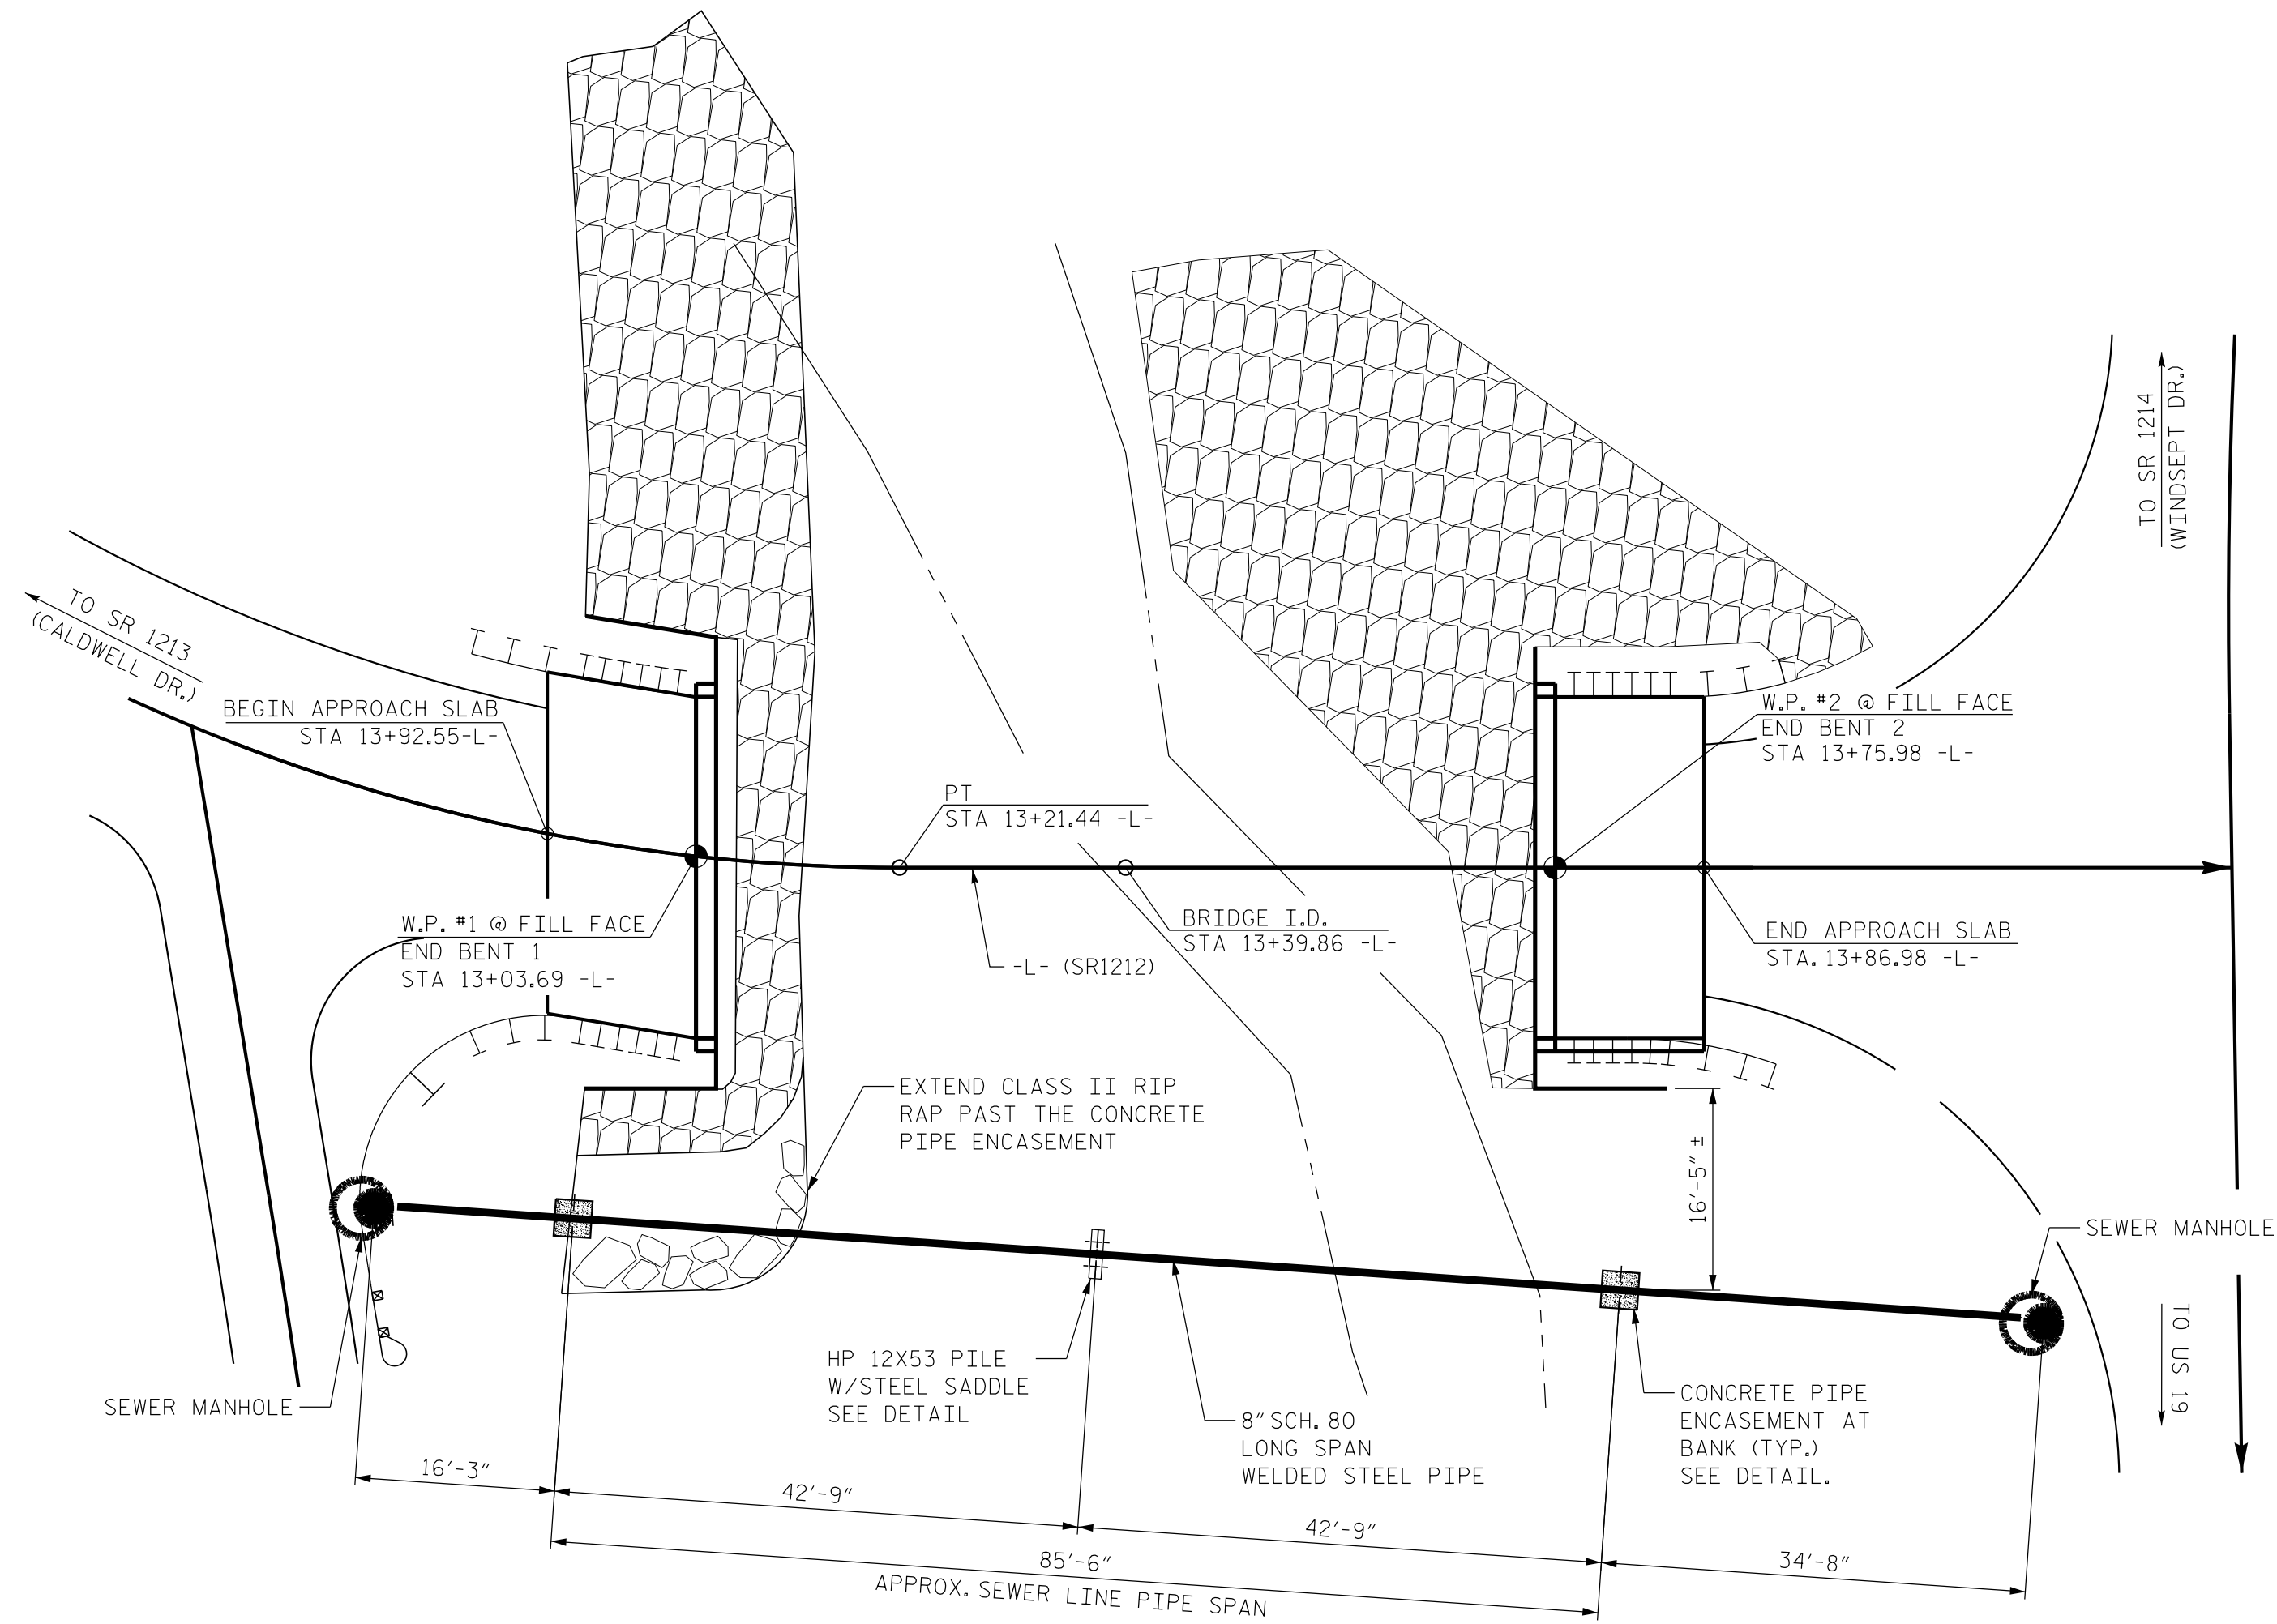 TO SR 1214
(WINDSEPT DR.)
TO SR 1213
(CALDWELL DR.)
BEGIN APPROACH SLAB
STA 13+92.55-L-
W.P. #2 @ FILL FACE
END BENT 2
STA 13+75.98 -L-
PT
STA 13+21.44 -L-
W.P. #1 @ FILL FACE
END BENT 1
STA 13+03.69 -L-
BRIDGE I.D.
STA 13+39.86 -L-
-L- (SR1212)
END APPROACH SLAB
STA. 13+86.98 -L-
EXTEND CLASS II RIP
RAP PAST THE CONCRETE
PIPE ENCASEMENT
16'-5" ±
SEWER MANHOLE
TO US 19
HP 12X53 PILE
W/STEEL SADDLE
SEE DETAIL
SEWER MANHOLE
8" SCH. 80
LONG SPAN
WELDED STEEL PIPE
CONCRETE PIPE
ENCASEMENT AT
BANK (TYP.)
SEE DETAIL.
16'-3"
42'-9"
42'-9"
85'-6"
34'-8"
APPROX. SEWER LINE PIPE SPAN